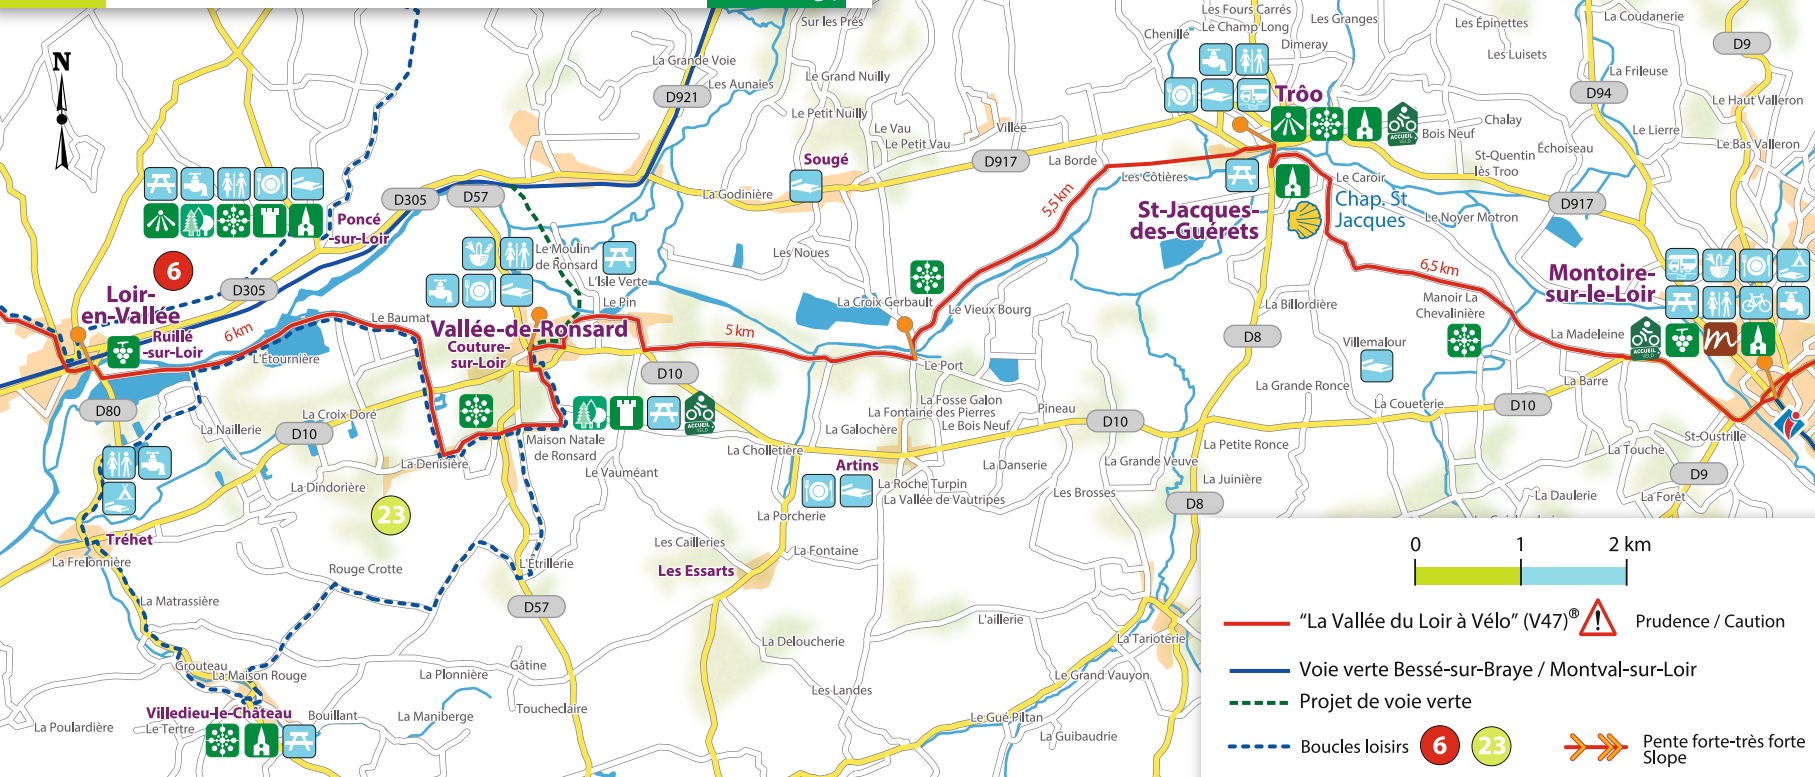 Sur les Prés
Les Fours Carrés
Le Champ Long
Les Granges
Chenillé
Dimeray
Les Épinettes
Les Luisets
La Coudanerie
D9
N
La Grande Voie
Les Aunaies
D921
Le Grand Nuilly
Le Petit Nuilly
Le Vau
Le Petit Vau
Villée
Trôo
ACCUEIL
VÉLO
Bois Neuf
Chalay
Échoiseau
St-Quentin
lès Troo
D94
La Frileuse
Le Haut Valleron
Le Lierre
Le Bas Valleron
Sougé
D917
La Borde
La Godinière
Les Côtières
5,5 km
Le Caroir
Chap. St
Jacques
St-Jacques-
des-Guérets
Le Noyer Motron
D917
D305
D57
Poncé
-sur-Loir
6
D305
Loir-
en-Vallée
Ruillé
-sur-Loir
6 km
L'Étournière
Le Baumat
Le Moulin
de Ronsard
L'Isle Verte
Le Pin
Vallée-de-Ronsard
Couture-
sur-Loir
5 km
Les Noues
La Croix Gerbault
Le Vieux Bourg
Le Port
6,5 km
Montoire-
sur-le-Loir
Manoir La
Chevalinière
La Billordière
D8
Villemalour
La Madeleine
ACCUEIL
VÉLO
m
La Grande Ronce
La Barre
La Coueterie
D10
D80
La Naillerie
La Croix Doré
D10
La Denisière
La Dindorière
23
D10
ACCUEIL
VÉLO
Maison Natale
de Ronsard
Le Vauméant
La Cholletière
La Fosse Galon
La Fontaine des Pierres
Le Bois Neuf
La Galochère
Pineau
D10
Artins
La Roche Turpin
La Vallée de Vautripes
La Danserie
La Grande Veuve
Les Brosses
La Petite Ronce
La Juinière
D8
St-Oustrille
La Touche
D9
La Daulerie
La Forêt
i
Tréhet
La Frelonnière
La Matrassière
Rouge Crotte
L'Étrillerie
D57
La Porcherie
La Fontaine
Les Cailleries
Les Essarts
L'aillerie
La Tarioterie
Le Grand Vauyon
La Deloucherie
Les Landes
Le Gué Piltan
La Guibaudrie
Grouteau
La Maison Rouge
Villedieu-le-Château
Le Tertre
La Poulardière
Bouillant
La Plonnière
La Maniberge
Gâtine
Toucheclaire
0 1 2 km
“La Vallée du Loir à Vélo” (V47)®
! Prudence / Caution
Voie verte Bessé-sur-Braye / Montval-sur-Loir
Projet de voie verte
Boucles loisirs 6 23
Pente forte-très forte
Slope